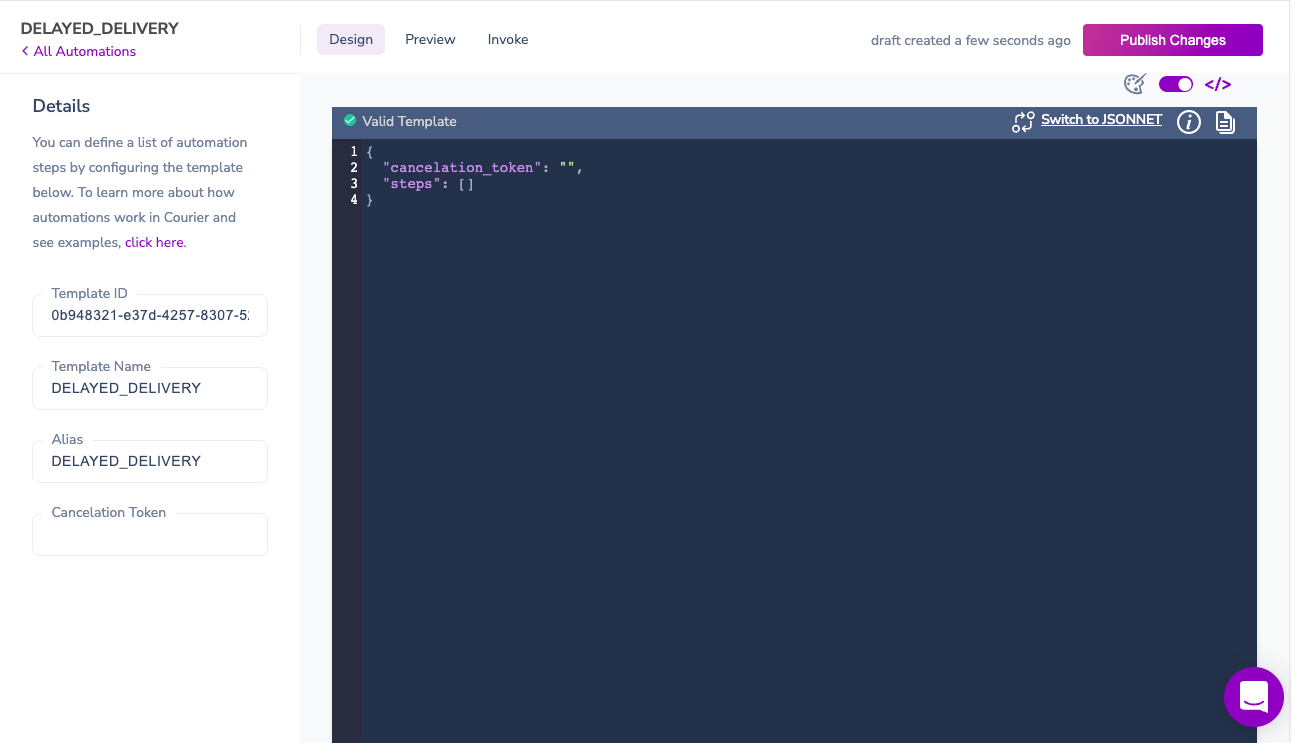 DELAYED_DELIVERY
All Automations
Design
Preview
Invoke
draft created a few seconds ago
Publish Changes
</>
Details
You can define a list of automation
steps by configuring the template
below. To learn more about how
automations work in Courier and
see examples, click here.
Template ID
0b948321-e37d-4257-8307-5
Template Name
DELAYED_DELIVERY
Alias
DELAYED_DELIVERY
Cancelation Token
Valid Template
Switch to JSONNET
1 {
2 "cancelation_token": "",
3 "steps": []
4 }